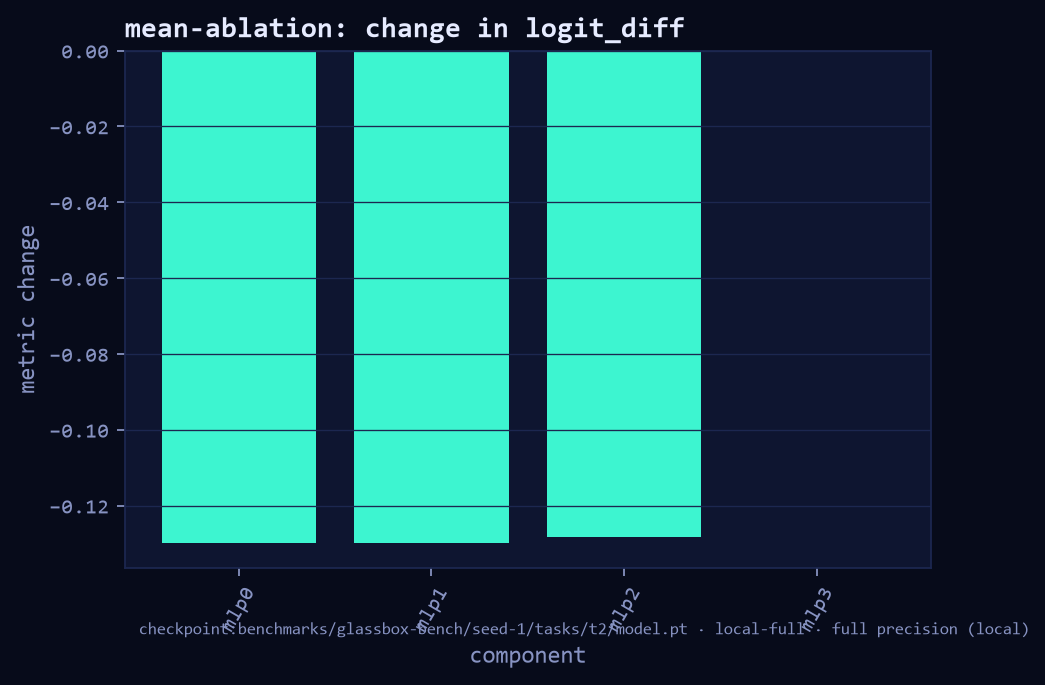 mean-ablation: change in logit_diff
0.00
−0.02
−0.04
−0.06
−0.08
−0.10
−0.12
metric change
mlp0
mlp1
mlp2
mlp3
checkpoint:benchmarks/glassbox-bench/seed-1/tasks/t2/model.pt · local-full · full precision (local)
component